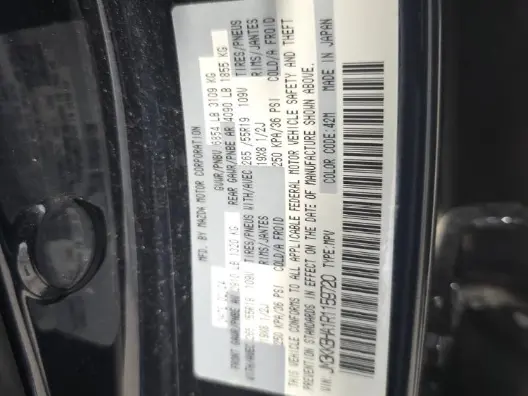 MFD. BY MAZDA MOTOR CORPORATION
GVWR/PNBV 6854 LB 3109 KG
FRONT GAWR/PNBE AV
REAR GAWR/PNBE AR 4090 LB 1855 KG
WITH/AVEC
TIRES/PNEUS
109V
RIMS/JANTES
19X8 1/2J
COLD/A FROID
250 KPA/36 PSI
WITH/AVEC 265/55R19 109V TIRES/PNEUS
19X8 1/2J RIMS/JANTES
250 KPA/36 PSI COLD/A FROID
THIS VEHICLE CONFORMS TO ALL APPLICABLE FEDERAL MOTOR VEHICLE SAFETY AND THEFT
PREVENTION STANDARDS IN EFFECT ON THE DATE OF MANUFACTURE SHOWN ABOVE.
VIN: TYPE:MPV COLOR CODE:42M MADE IN JAPAN